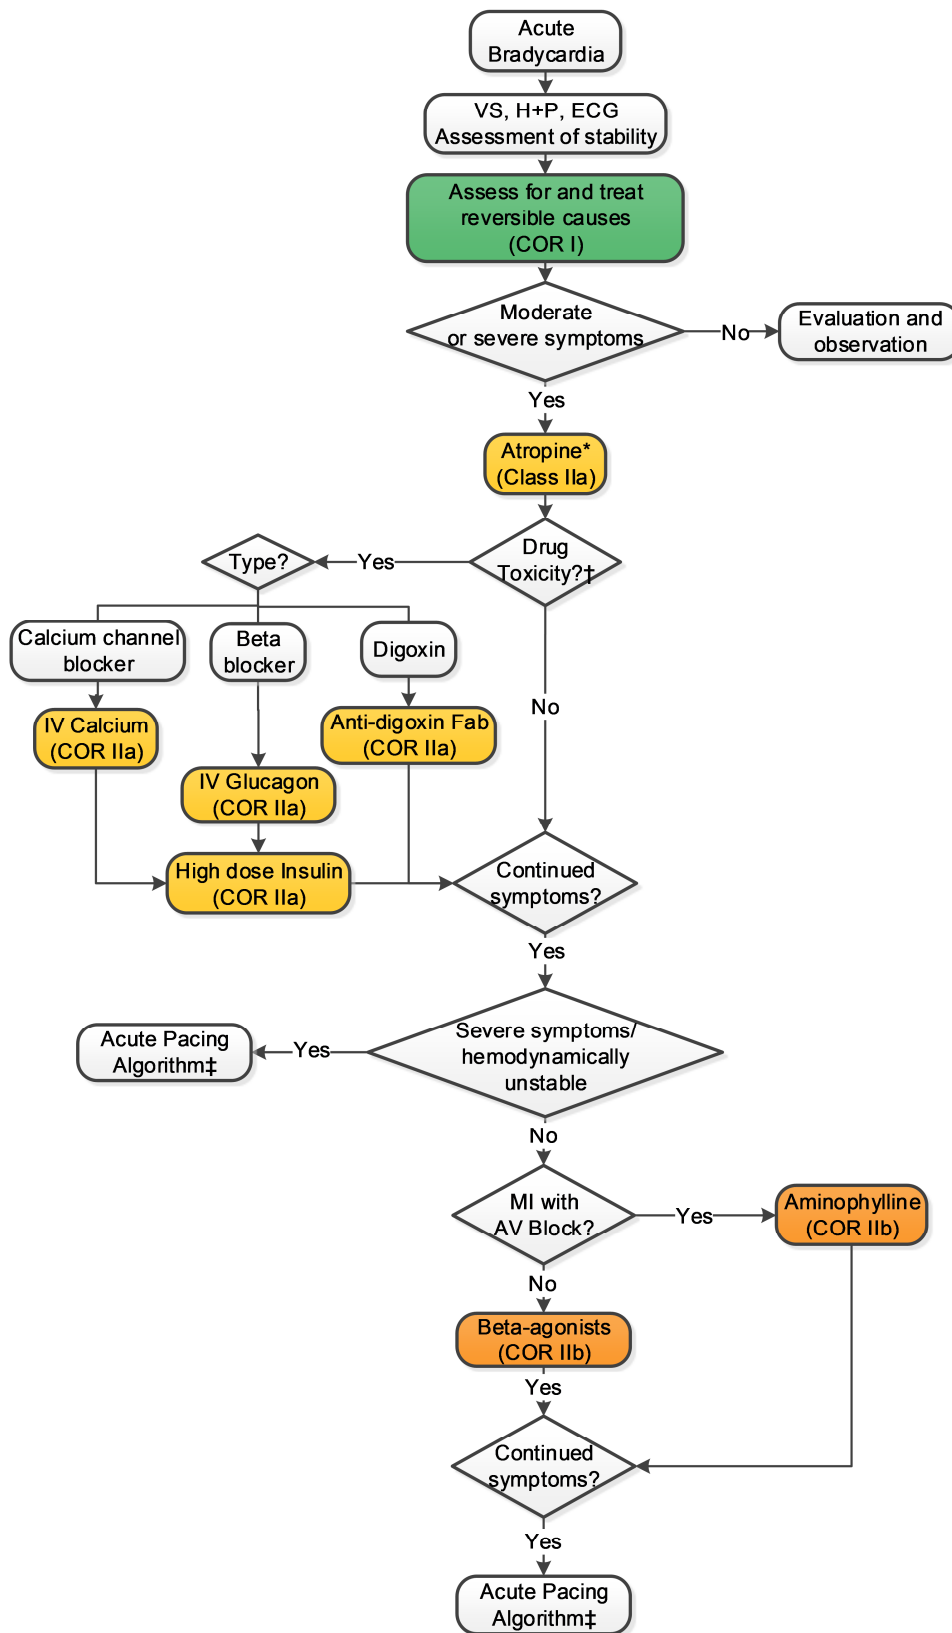 Acute
Bradycardia
VS, H+P, ECG
Assessment of stability
Assess for and treat
reversible causes
(COR I)
Moderate
or severe symptoms
No
Evaluation and
observation
Yes
Atropine*
(Class IIa)
Drug
Toxicity?†
Yes
Type?
Calcium channel
blocker
Beta
blocker
Digoxin
No
IV Calcium
(COR IIa)
Anti-digoxin Fab
(COR IIa)
IV Glucagon
(COR IIa)
High dose Insulin
(COR IIa)
Continued
symptoms?
Yes
Severe symptoms/
hemodynamically
unstable
Yes
Acute Pacing
Algorithm‡
No
MI with
AV Block?
Yes
Aminophylline
(COR IIb)
No
Beta-agonists
(COR IIb)
Yes
Continued
symptoms?
Yes
Acute Pacing
Algorithm‡